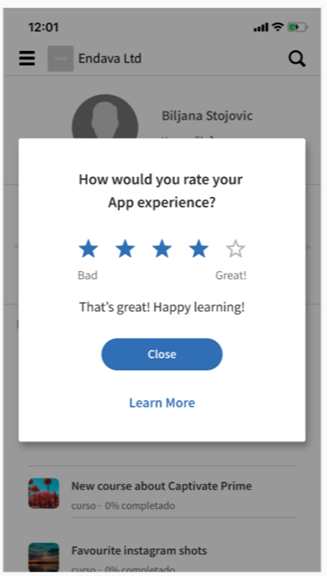 12:01
Endava Ltd
Biljana Stojovic
How would you rate your
App experience?
Bad
Great!
That's great! Happy learning!
Close
Learn More
New course about Captivate Prime
curso · 0% completado
Favourite instagram shots
curso · 0% completado